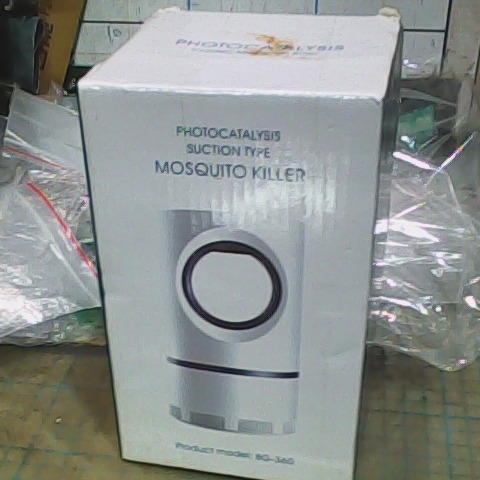 PHOTOCATALYSIS
PHOTOCATALYSIS
SUCTION TYPE
MOSQUITO KILLER
Product model: BG-360